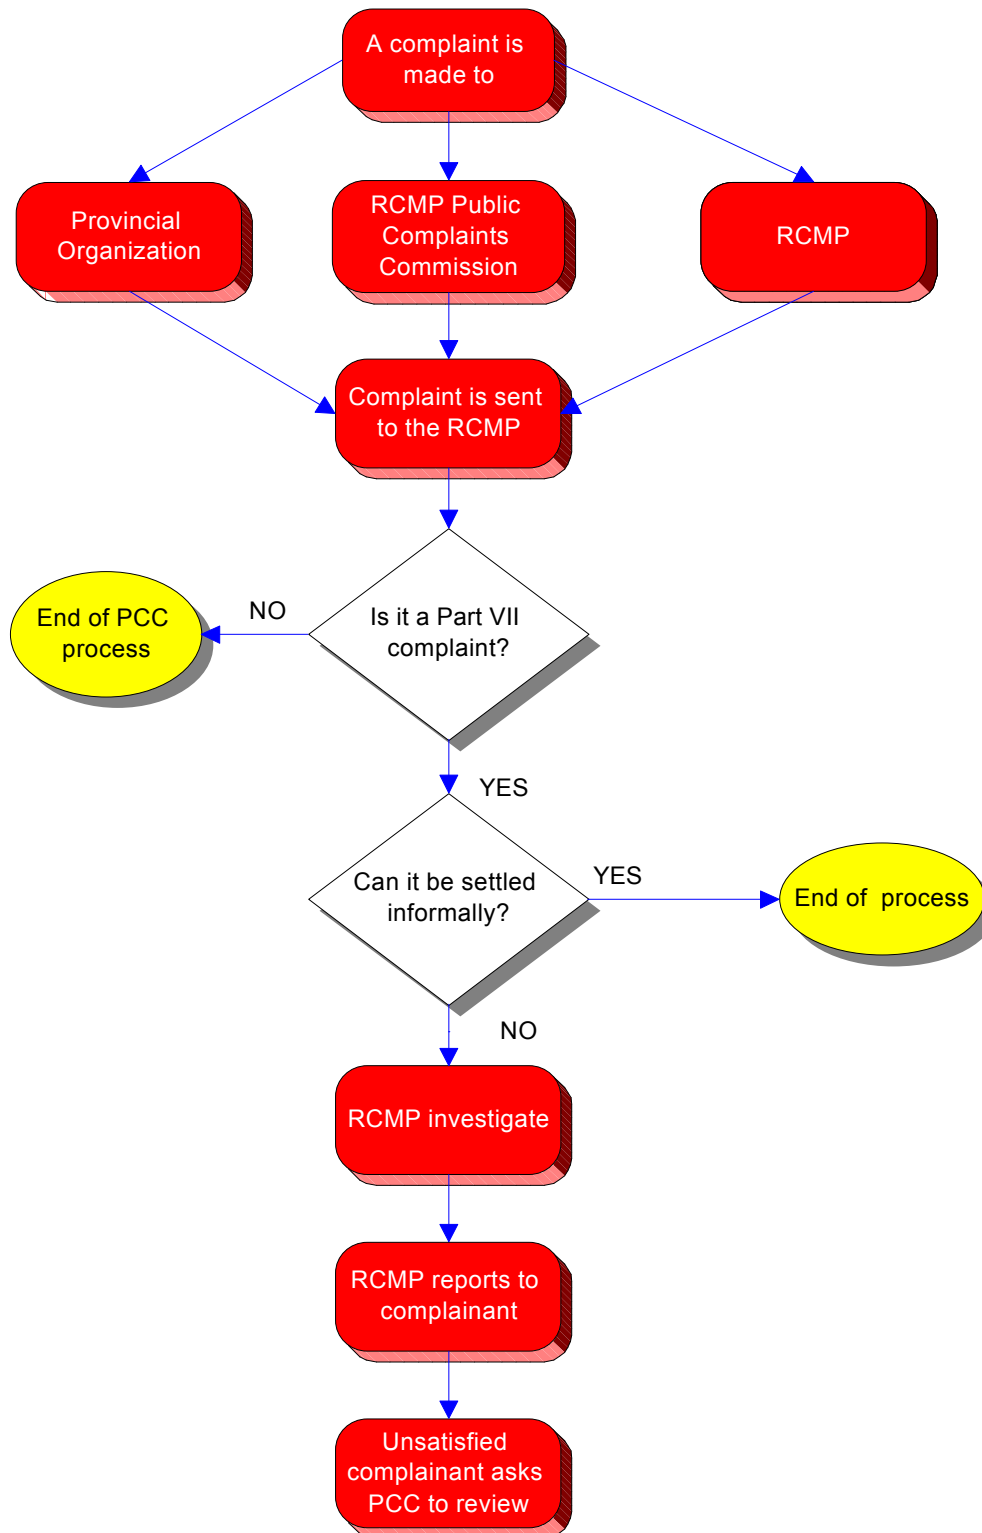 A complaint is
made to
Provincial
Organization
RCMP Public
Complaints
Commission
RCMP
Complaint is sent
to the RCMP
Is it a Part VII
complaint?
NO
End of PCC
process
YES
Can it be settled
informally?
YES
End of process
NO
RCMP investigate
RCMP reports to
complainant
Unsatisfied
complainant asks
PCC to review